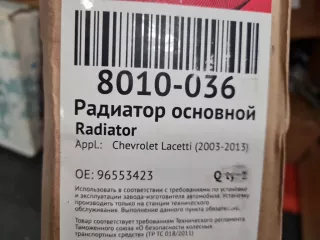 8010-036
Радиатор основной
Radiator
Appl.: Chevrolet Lacetti (2003-2013)
OE: 96553423
Использовать в соответствии с требованиями по установке
и эксплуатации завода-изготовителя автомобиля. Установку
производить только на станции технического
обслуживания. Выполнение данного пункта обязательно.
Товар соответствует требованиям Технического регламента
Таможенного союза «О безопасности колесных
транспортных средств» (ТР ТС 018/2011)